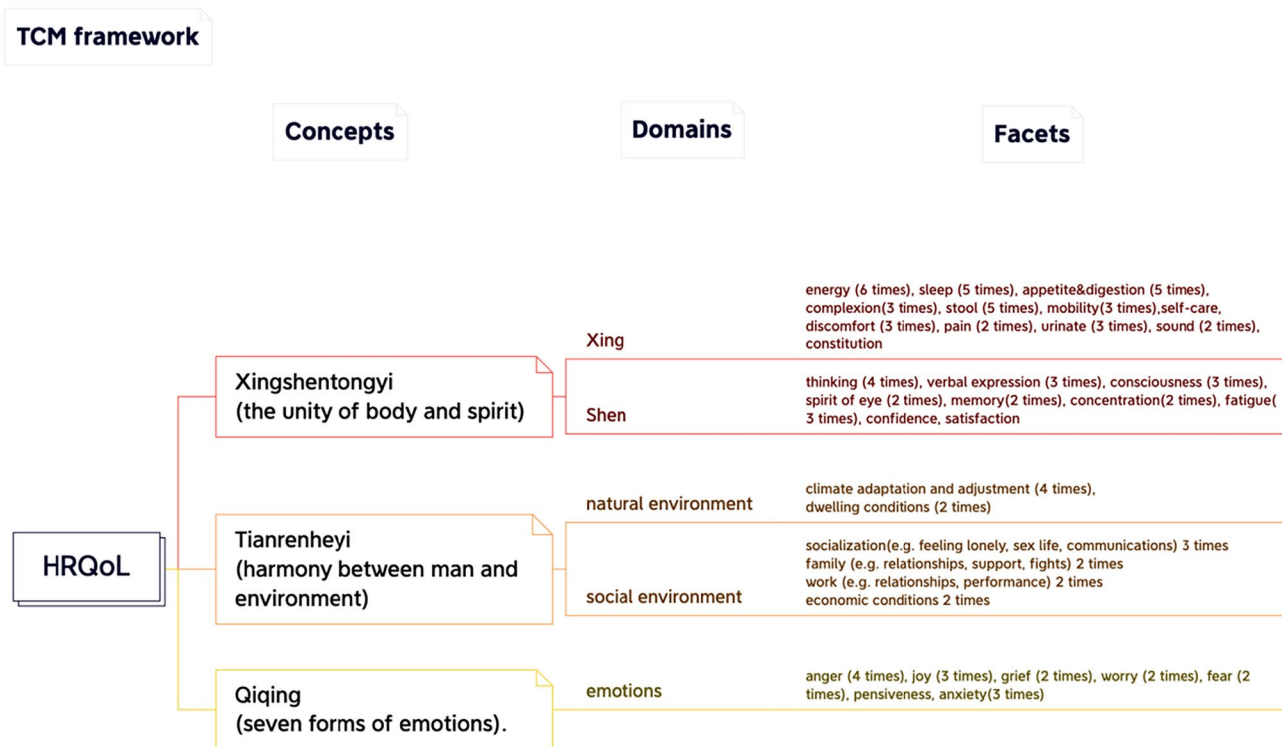 TCM framework
Concepts
Domains
Facets
energy (6 times), sleep (5 times), appetite&digestion (5 times),
complexion(3 times), stool (5 times), mobility(3 times),self-care,
discomfort (3 times), pain (2 times), urinate (3 times), sound (2 times),
constitution
Xing
Xingshentongyi
(the unity of body and spirit)
thinking (4 times), verbal expression (3 times), consciousness (3 times),
spirit of eye (2 times), memory(2 times), concentration(2 times), fatigue(
3 times), confidence, satisfaction
Shen
climate adaptation and adjustment (4 times),
dwelling conditions (2 times)
natural environment
HRQoL
Tianrenheyi
(harmony between man and
environment)
socialization(e.g. feeling lonely, sex life, communications) 3 times
family (e.g. relationships, support, fights) 2 times
work (e.g. relationships, performance) 2 times
economic conditions 2 times
social environment
Qiqing
(seven forms of emotions).
emotions
anger (4 times), joy (3 times), grief (2 times), worry (2 times), fear (2
times), pensiveness, anxiety(3 times)